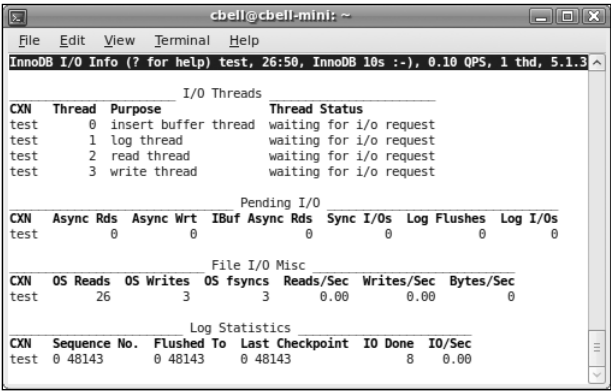 cbell@cbell-mini: ~
File Edit View Terminal Help
InnoDB I/O Info (? for help) test, 26:50, InnoDB 10s :-), 0.10 QPS, 1 thd, 5.1.3
I/O Threads
CXN Thread Purpose Thread Status
test 0 insert buffer thread waiting for i/o request
test 1 log thread waiting for i/o request
test 2 read thread waiting for i/o request
test 3 write thread waiting for i/o request
Pending I/O
CXN Async Rds Async Wrt IBuf Async Rds Sync I/Os Log Flushes Log I/Os
test 0 0 0 0 0 0
File I/O Misc
CXN OS Reads OS Writes OS fsyncs Reads/Sec Writes/Sec Bytes/Sec
test 26 3 3 0.00 0.00 0
Log Statistics
CXN Sequence No. Flushed To Last Checkpoint IO Done IO/Sec
test 0 48143 0 48143 0 48143 8 0.00